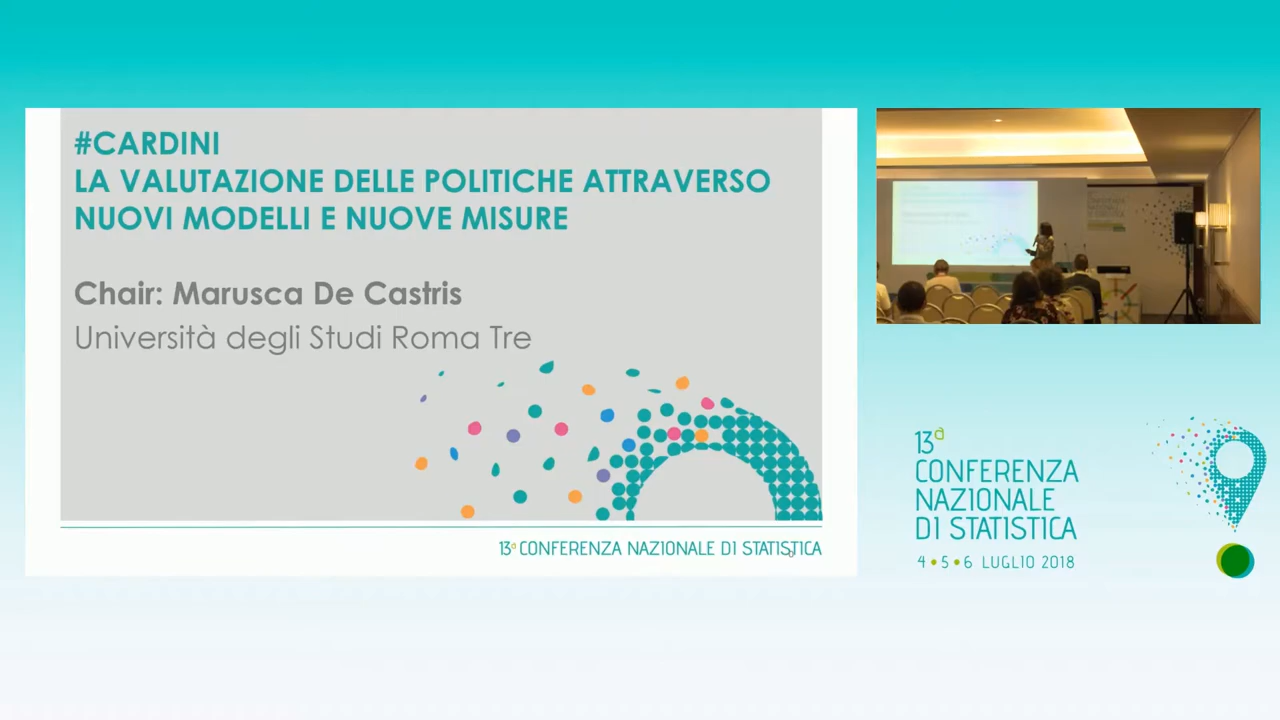 #CARDINI
LA VALUTAZIONE DELLE POLITICHE ATTRAVERSO
NUOVI MODELLI E NUOVE MISURE
Chair: Marusca De Castris
Università degli Studi Roma Tre
13ª CONFERENZA NAZIONALE DI STATISTICA
13ª
CONFERENZA
NAZIONALE
DI STATISTICA
4 • 5 • 6 LUGLIO 2018